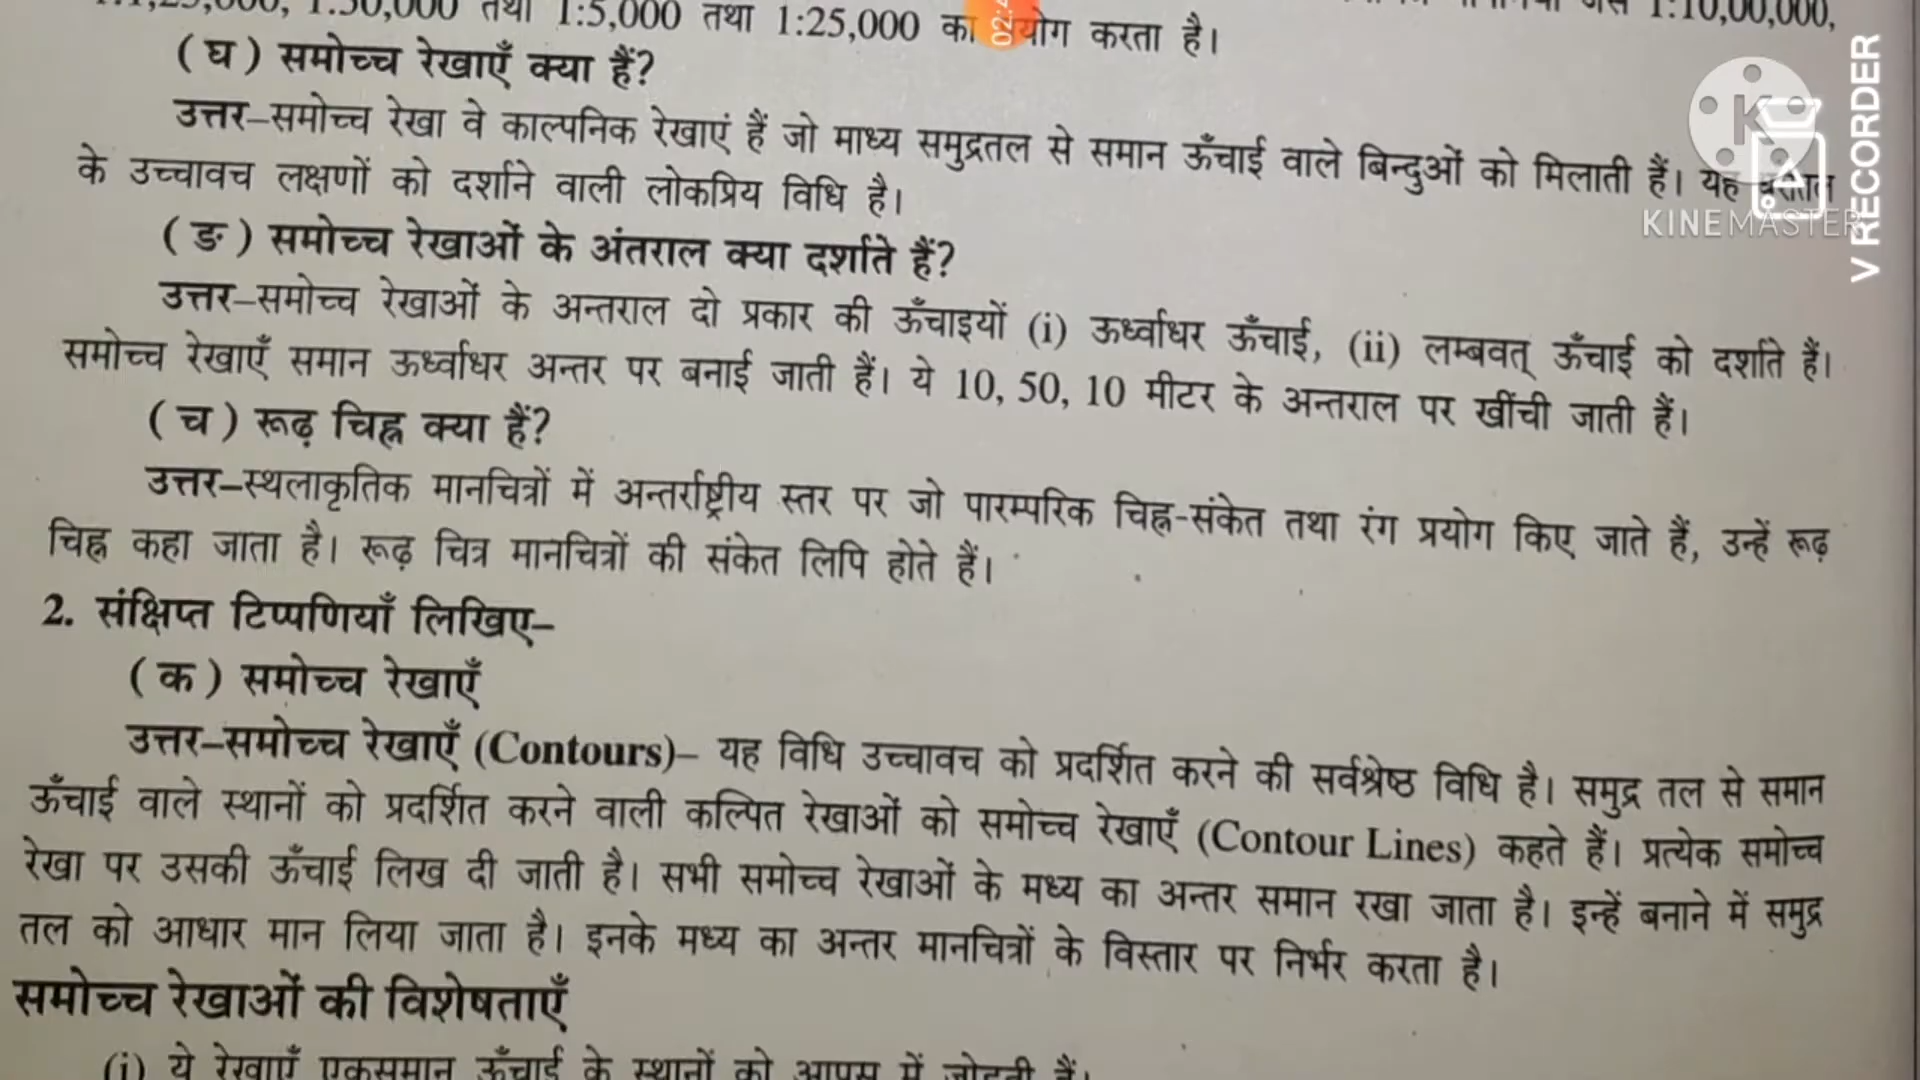 1:50,000 तथा 1:5,000 तथा 1:25,000 का योग करता है।
1:10,00,000,
( घ ) समोच्च रेखाएँ क्या हैं?
उत्तर–समोच्च रेखा वे काल्पनिक रेखाएं हैं जो माध्य समुद्रतल से समान ऊँचाई वाले बिन्दुओं को मिलाती हैं। यह
के उच्चावच लक्षणों को दर्शाने वाली लोकप्रिय विधि है।
( ङ ) समोच्च रेखाओं के अंतराल क्या दर्शाते हैं?
उत्तर–समोच्च रेखाओं के अन्तराल दो प्रकार की ऊँचाइयों (i) ऊर्ध्वाधर ऊँचाई, (ii) लम्बवत् ऊँचाई को दर्शाते हैं।
समोच्च रेखाएँ समान ऊर्ध्वाधर अन्तर पर बनाई जाती हैं। ये 10, 50, 10 मीटर के अन्तराल पर खींची जाती हैं।
( च ) रूढ़ चिह्न क्या हैं?
उत्तर–स्थलाकृतिक मानचित्रों में अन्तर्राष्ट्रीय स्तर पर जो पारम्परिक चिह्न-संकेत तथा रंग प्रयोग किए जाते हैं, उन्हें रूढ़
चिह्न कहा जाता है। रूढ़ चित्र मानचित्रों की संकेत लिपि होते हैं।
2. संक्षिप्त टिप्पणियाँ लिखिए–
( क ) समोच्च रेखाएँ
उत्तर–समोच्च रेखाएँ (Contours)– यह विधि उच्चावच को प्रदर्शित करने की सर्वश्रेष्ठ विधि है। समुद्र तल से समान
ऊँचाई वाले स्थानों को प्रदर्शित करने वाली कल्पित रेखाओं को समोच्च रेखाएँ (Contour Lines) कहते हैं। प्रत्येक समोच्च
रेखा पर उसकी ऊँचाई लिख दी जाती है। सभी समोच्च रेखाओं के मध्य का अन्तर समान रखा जाता है। इन्हें बनाने में समुद्र
तल को आधार मान लिया जाता है। इनके मध्य का अन्तर मानचित्रों के विस्तार पर निर्भर करता है।
समोच्च रेखाओं की विशेषताएँ
(i) ये रेखाएँ एकसमान ऊँचाई के स्थानों को आपस में जोड़ती हैं।
K
KINEMASTER
V RECORDER